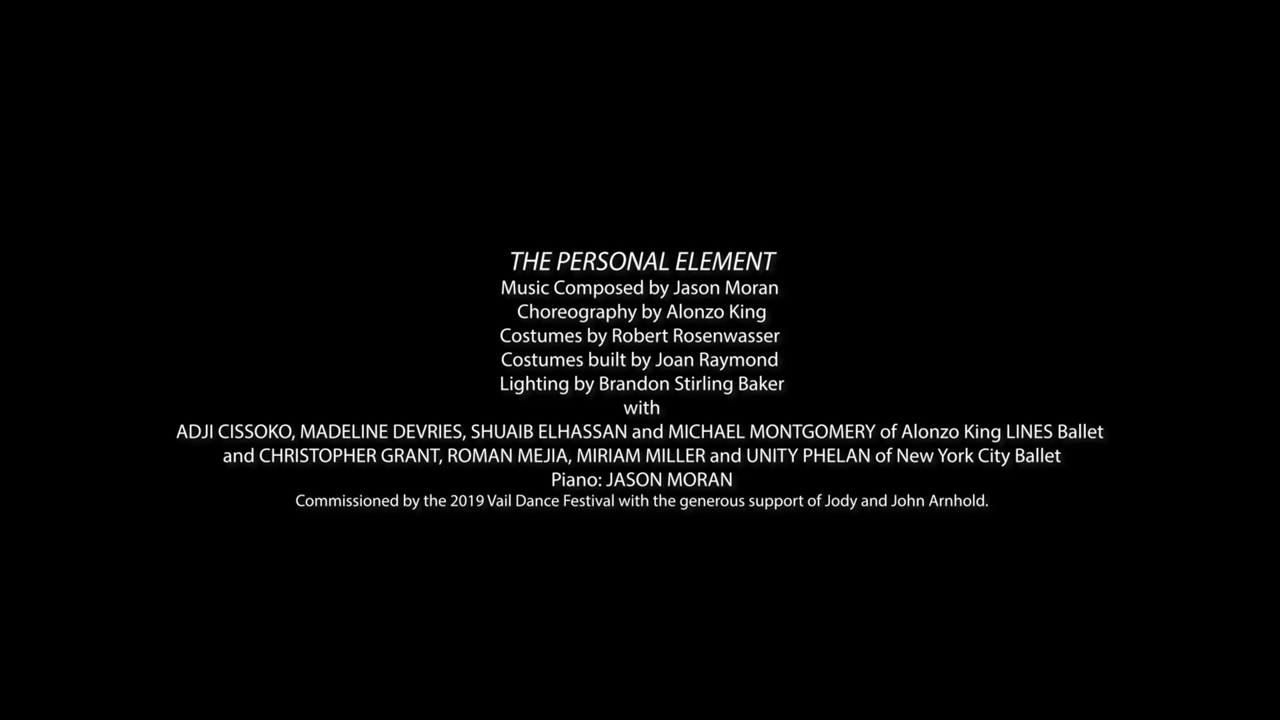 THE PERSONAL ELEMENT
Music Composed by Jason Moran
Choreography by Alonzo King
Costumes by Robert Rosenwasser
Costumes built by Joan Raymond
Lighting by Brandon Stirling Baker
with
ADJI CISSOKO, MADELINE DEVRIES, SHUAIB ELHASSAN and MICHAEL MONTGOMERY of Alonzo King LINES Ballet
and CHRISTOPHER GRANT, ROMAN MEJIA, MIRIAM MILLER and UNITY PHELAN of New York City Ballet
Piano: JASON MORAN
Commissioned by the 2019 Vail Dance Festival with the generous support of Jody and John Arnhold.